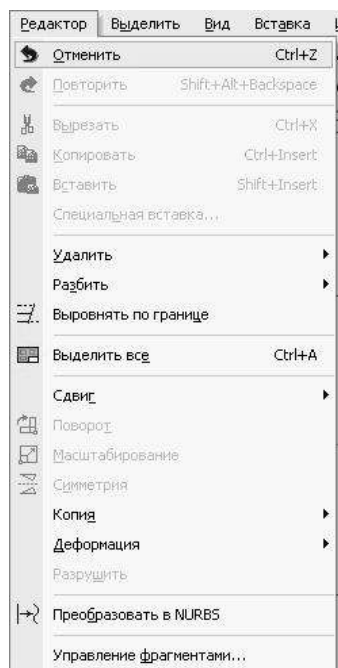 Редактор Выделить Вид Вставка
Отменить Ctrl+Z
Повторить Shift+Alt+Backspace
Вырезать Ctrl+X
Копировать Ctrl+Insert
Вставить Shift+Insert
Специальная вставка...
Удалить
Разбить
Выровнять по границе
Выделить все Ctrl+A
Сдвиг
Поворот
Масштабирование
Симметрия
Копия
Деформация
Разрушить
Преобразовать в NURBS
Управление фрагментами...